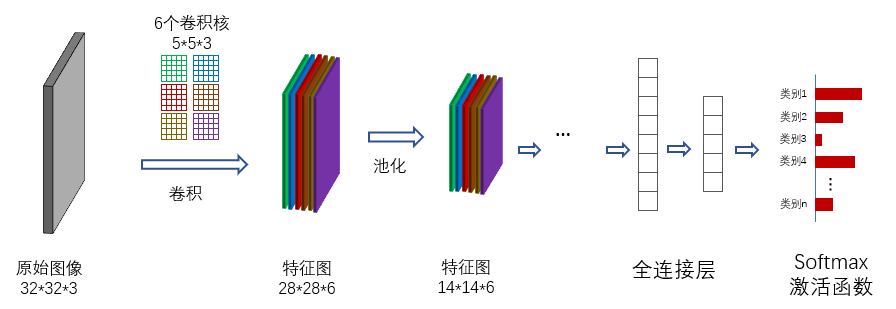 6个卷积核
5*5*3
卷积
池化
...
类别1
类别2
类别3
类别4
类别n
原始图像
32*32*3
特征图
28*28*6
特征图
14*14*6
全连接层
Softmax
激活函数